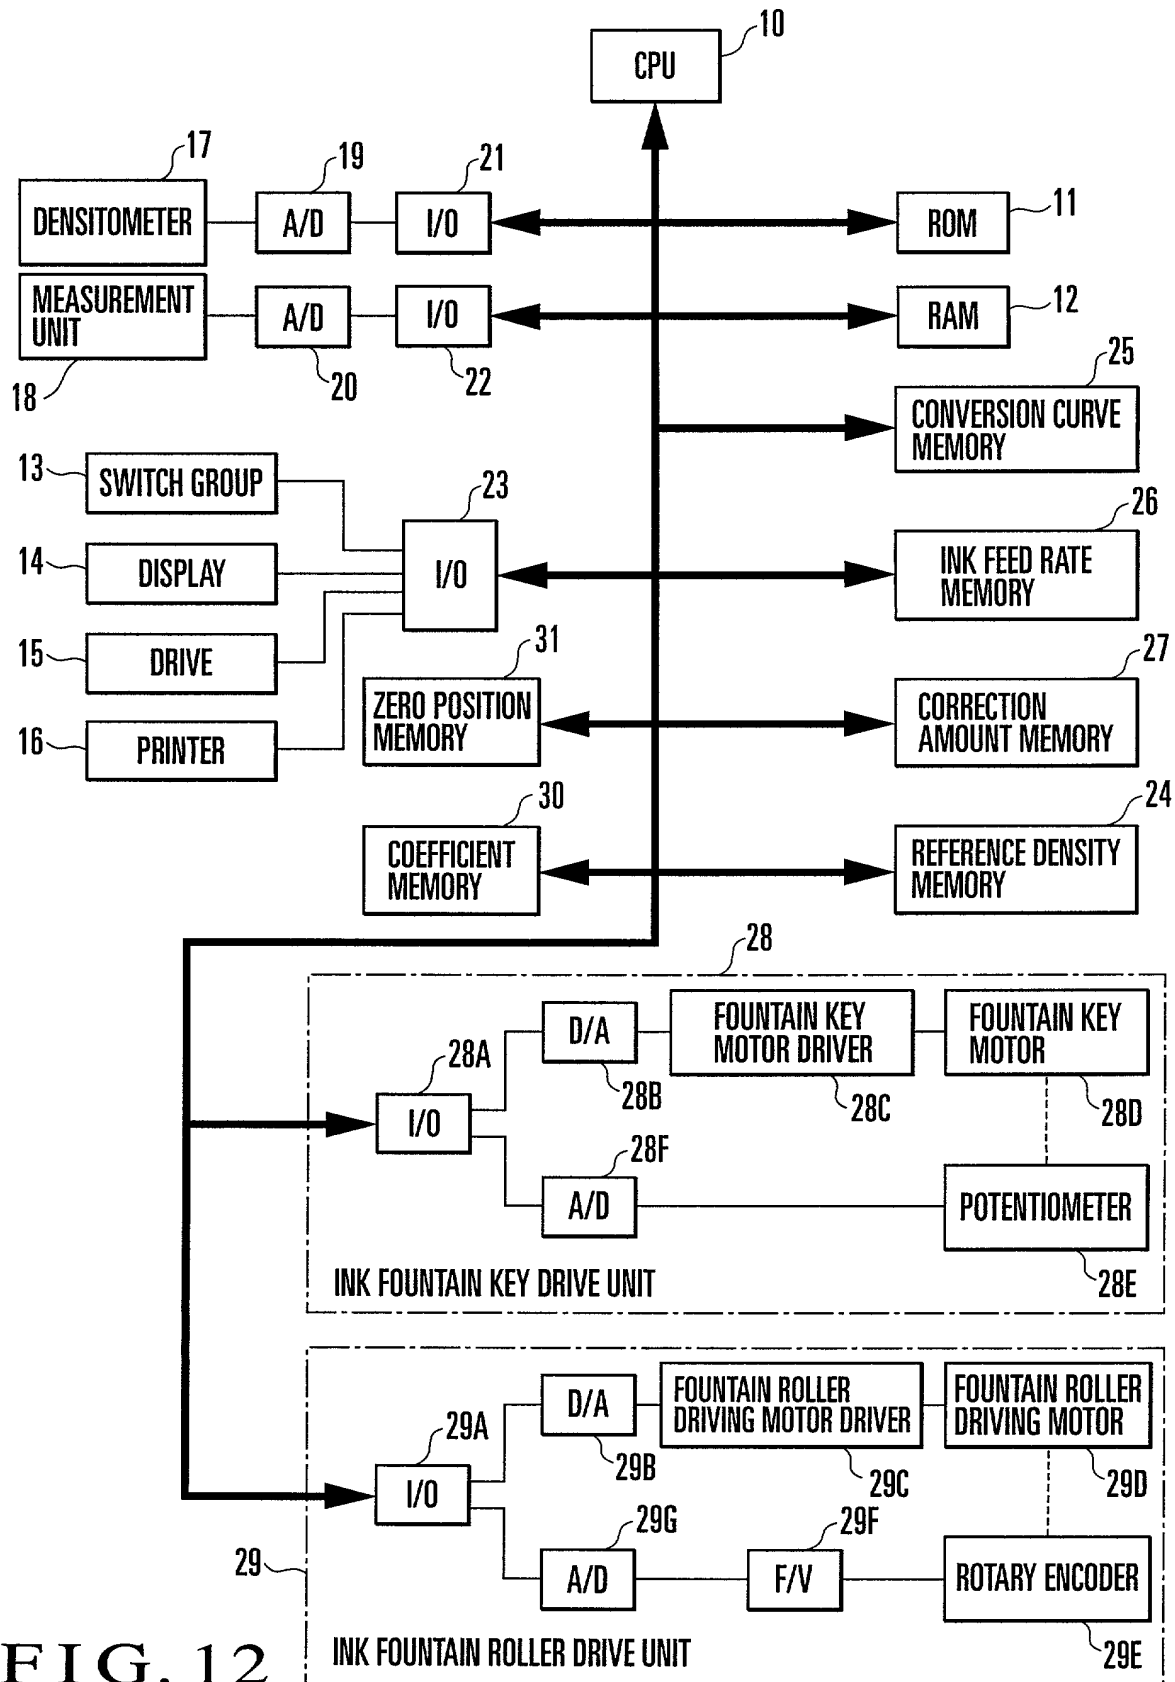 10
CPU
17
19
21
DENSITOMETER
A/D
I/O
ROM
11
MEASUREMENT
UNIT
A/D
I/O
RAM
12
18
20
22
25
CONVERSION CURVE
MEMORY
13
SWITCH GROUP
23
26
14
DISPLAY
I/O
INK FEED RATE
MEMORY
15
DRIVE
31
27
ZERO POSITION
MEMORY
CORRECTION
AMOUNT MEMORY
16
PRINTER
30
24
COEFFICIENT
MEMORY
REFERENCE DENSITY
MEMORY
28
28A
D/A
FOUNTAIN KEY
MOTOR DRIVER
FOUNTAIN KEY
MOTOR
I/O
28B
28C
28D
28F
A/D
POTENTIOMETER
28E
INK FOUNTAIN KEY DRIVE UNIT
29A
D/A
FOUNTAIN ROLLER
DRIVING MOTOR DRIVER
FOUNTAIN ROLLER
DRIVING MOTOR
I/O
29B
29C
29D
29G
29F
29
A/D
F/V
ROTARY ENCODER
29E
INK FOUNTAIN ROLLER DRIVE UNIT
FIG. 12